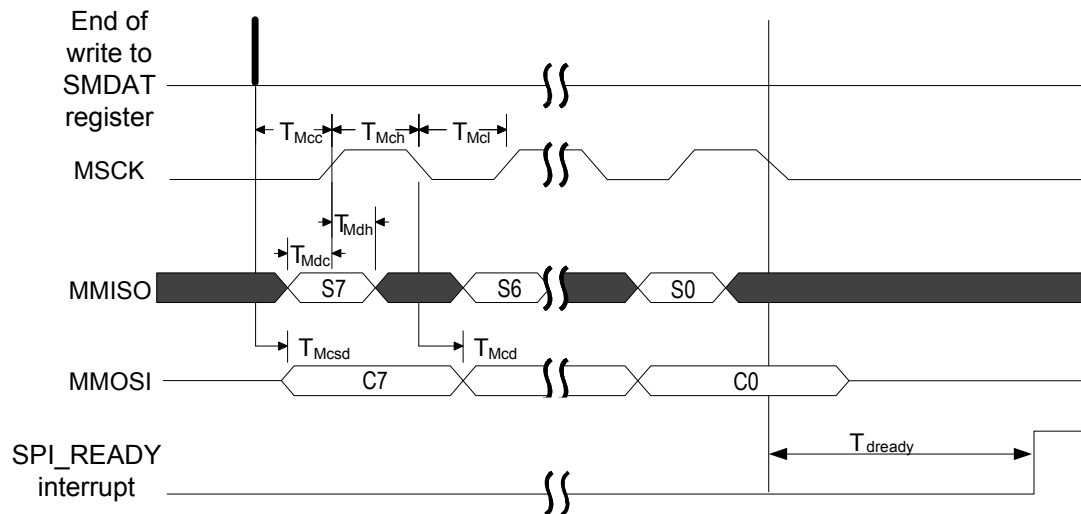 End of
write to
SMDAT
register
TMcc
TMch
TMcl
MSCK
TMdh
TMdc
MMISO
S7
S6
S0
TMcsd
TMcd
MMOSI
C7
C0
SPI_READY
interrupt
Tdready